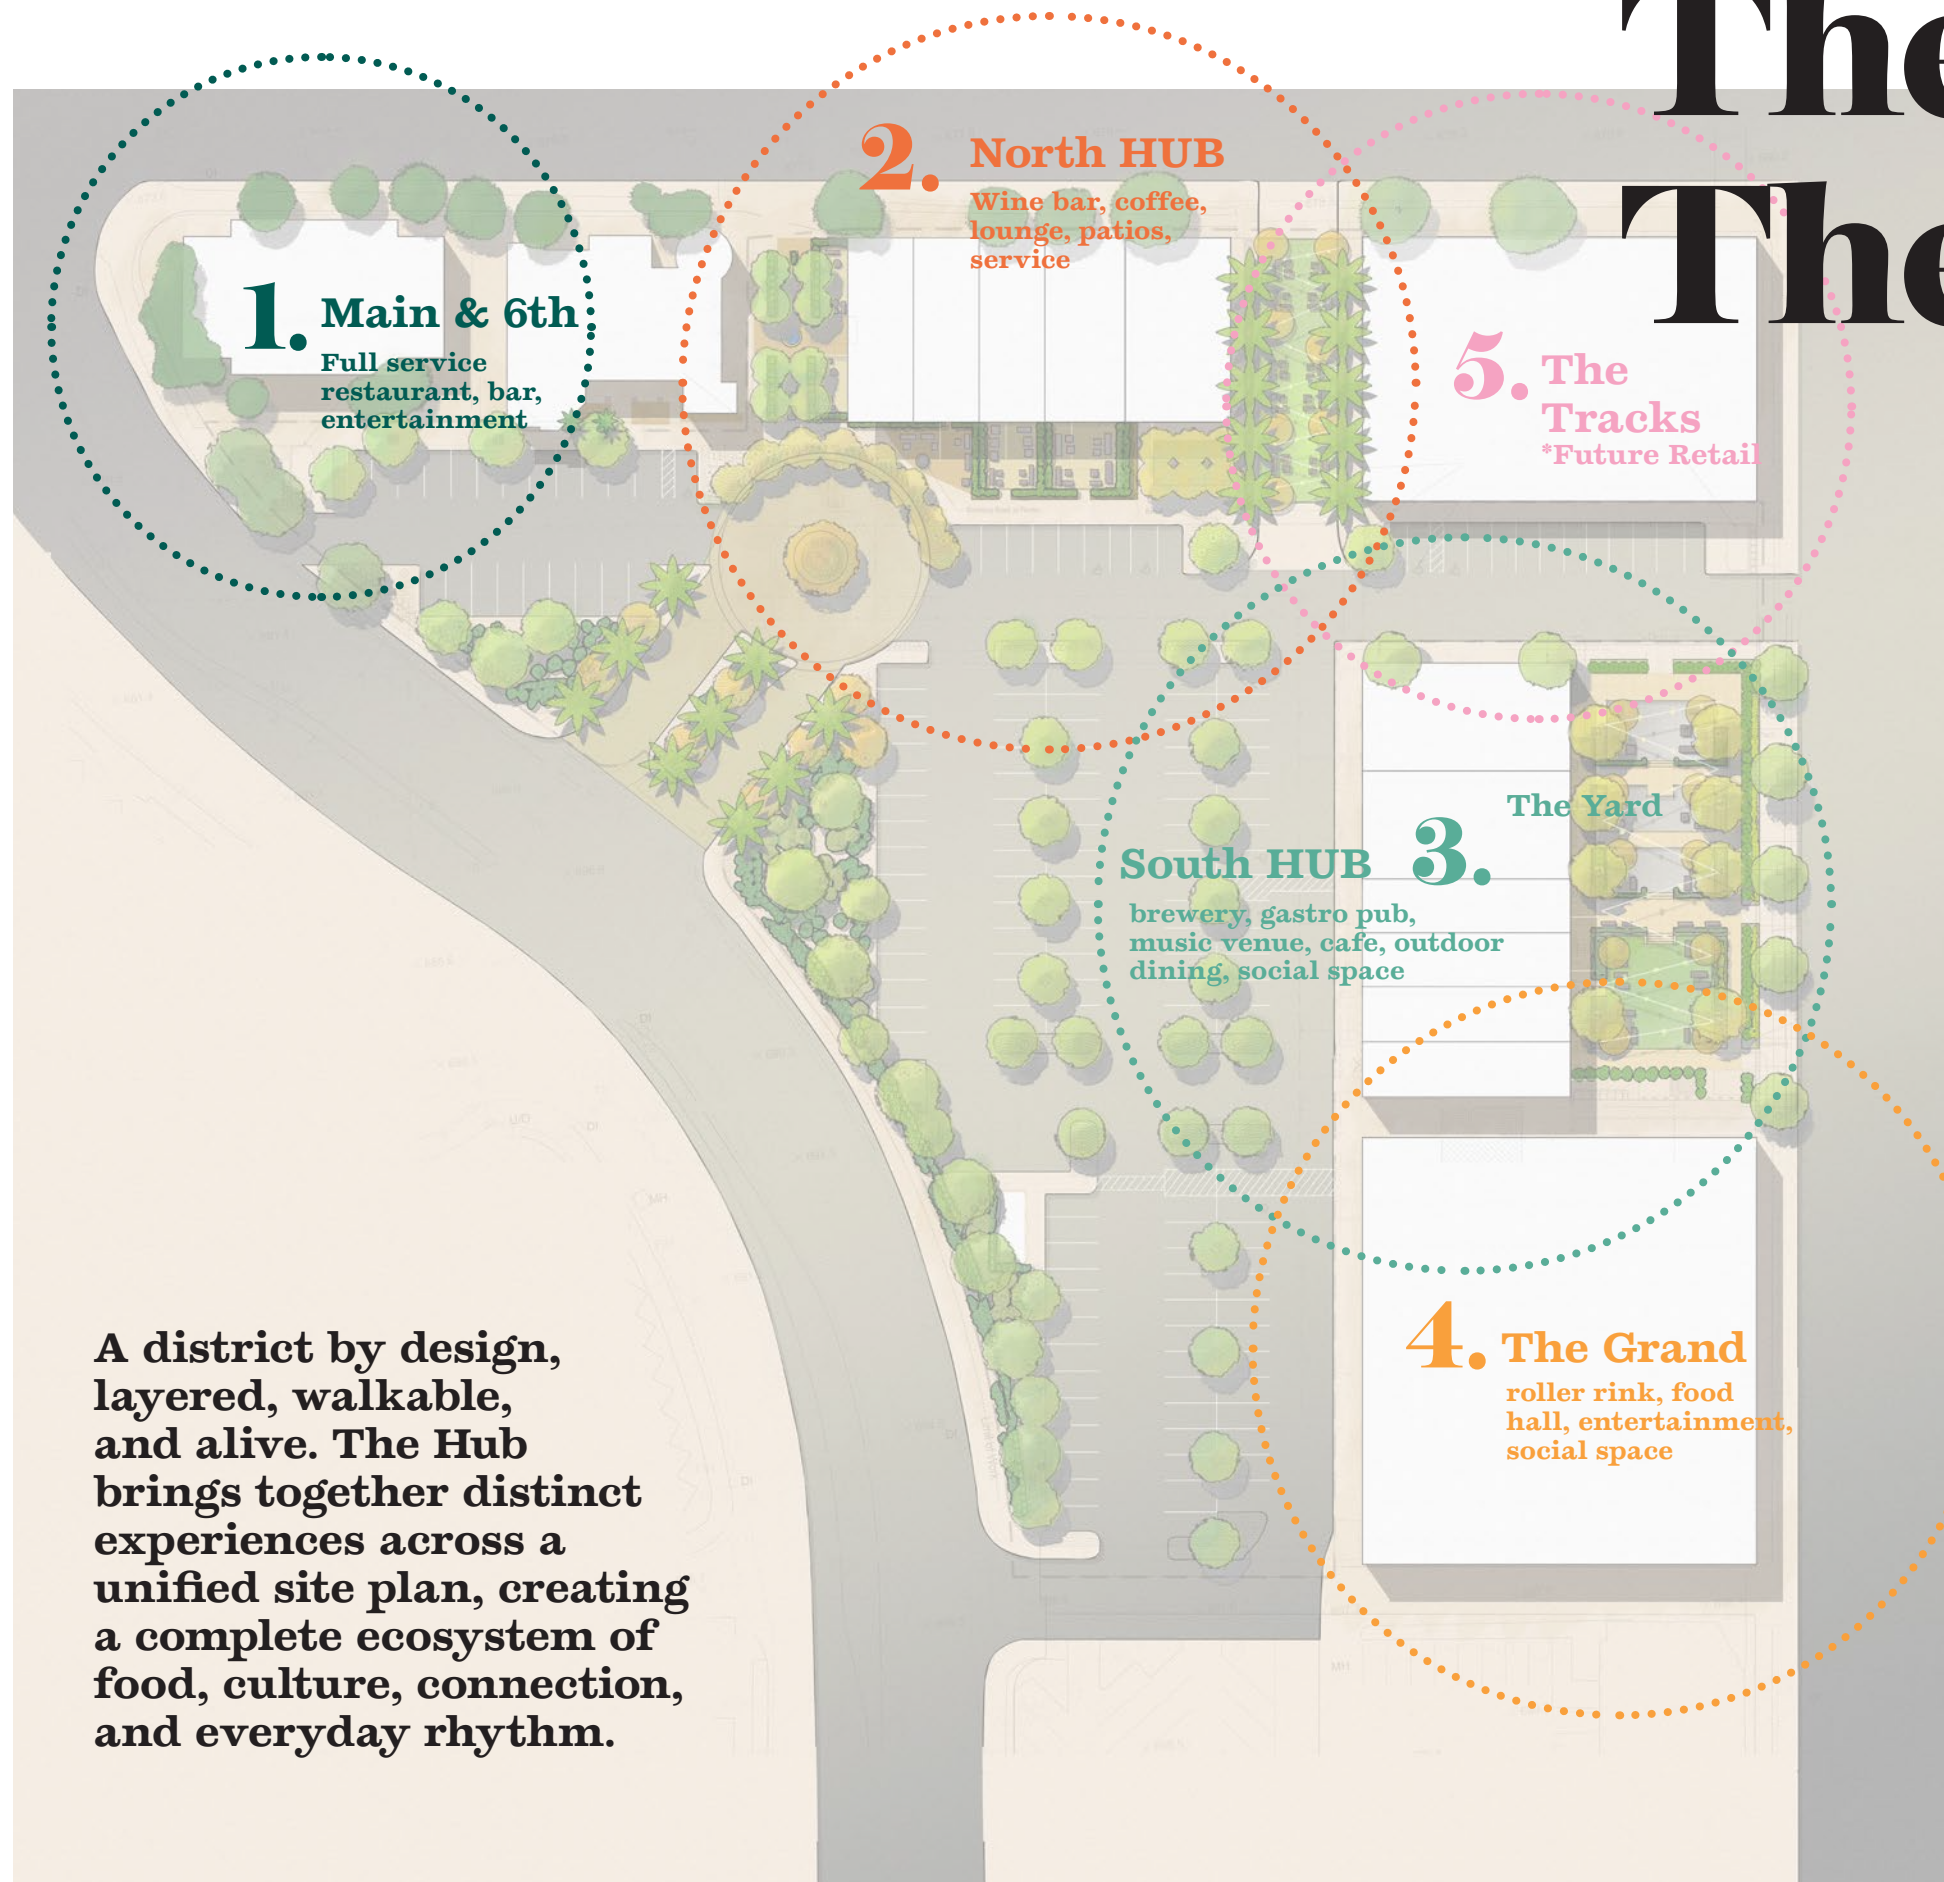 The
The
1. Main & 6th
Full service
restaurant, bar,
entertainment
2. North HUB
Wine bar, coffee,
lounge, patios,
service
5. The
Tracks
*Future Retail
The Yard
South HUB 3.
brewery, gastro pub,
music venue, cafe, outdoor
dining, social space
4. The Grand
roller rink, food
hall, entertainment,
social space
A district by design,
layered, walkable,
and alive. The Hub
brings together distinct
experiences across a
unified site plan, creating
a complete ecosystem of
food, culture, connection,
and everyday rhythm.